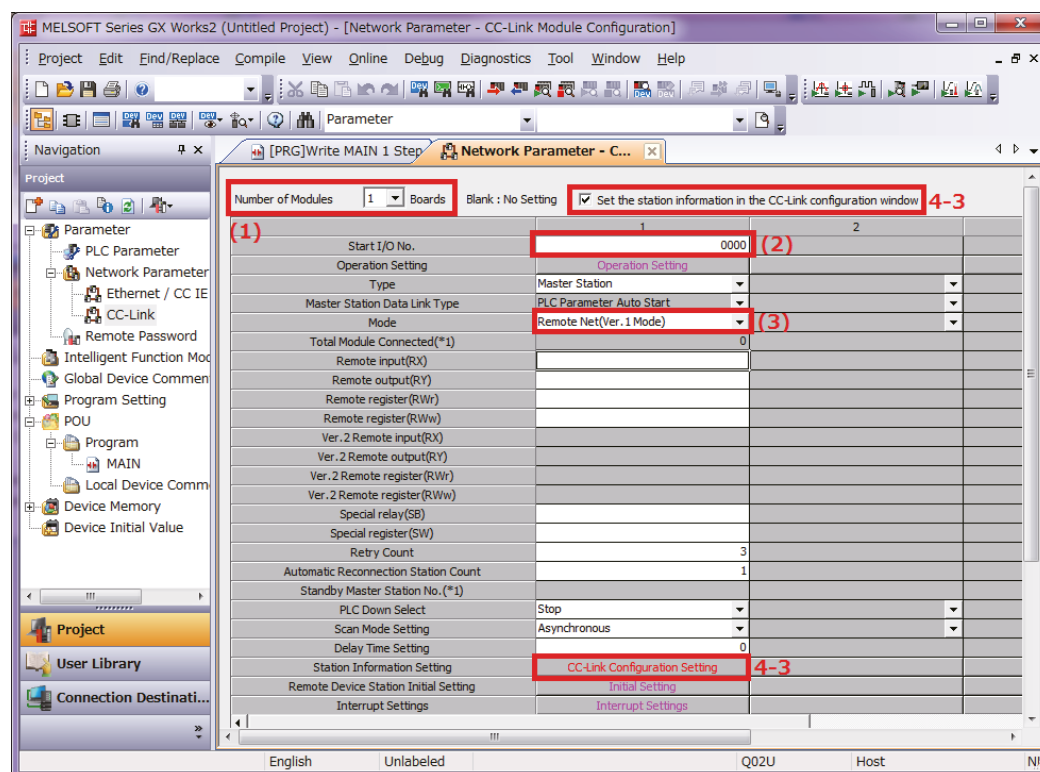 MELSOFT Series GX Works2 (Untitled Project) - [Network Parameter - CC-Link Module Configuration]
Project Edit Find/Replace Compile View Online Debug Diagnostics Tool Window Help
Parameter
Navigation
[PRG]Write MAIN 1 Step
Network Parameter - C...
Project
Parameter
PLC Parameter
Network Parameter
Ethernet / CC IE
CC-Link
Remote Password
Intelligent Function Mod
Global Device Commen
Program Setting
POU
Program
MAIN
Local Device Comm
Device Memory
Device Initial Value
Project
User Library
Connection Destinati...
Number of Modules 1 Boards Blank : No Setting Set the station information in the CC-Link configuration window 4-3
(1) 1 2
Start I/O No. 0000 (2)
Operation Setting Operation Setting
Type Master Station
Master Station Data Link Type PLC Parameter Auto Start
Mode Remote Net(Ver.1 Mode) (3)
Total Module Connected(*1) 0
Remote input(RX)
Remote output(RY)
Remote register(RWr)
Remote register(RWw)
Ver.2 Remote input(RX)
Ver.2 Remote output(RY)
Ver.2 Remote register(RWr)
Ver.2 Remote register(RWw)
Special relay(SB)
Special register(SW)
Retry Count 3
Automatic Reconnection Station Count 1
Standby Master Station No.(*1)
PLC Down Select Stop
Scan Mode Setting Asynchronous
Delay Time Setting 0
Station Information Setting CC-Link Configuration Setting 4-3
Remote Device Station Initial Setting Initial Setting
Interrupt Settings Interrupt Settings
English Unlabeled Q02U Host